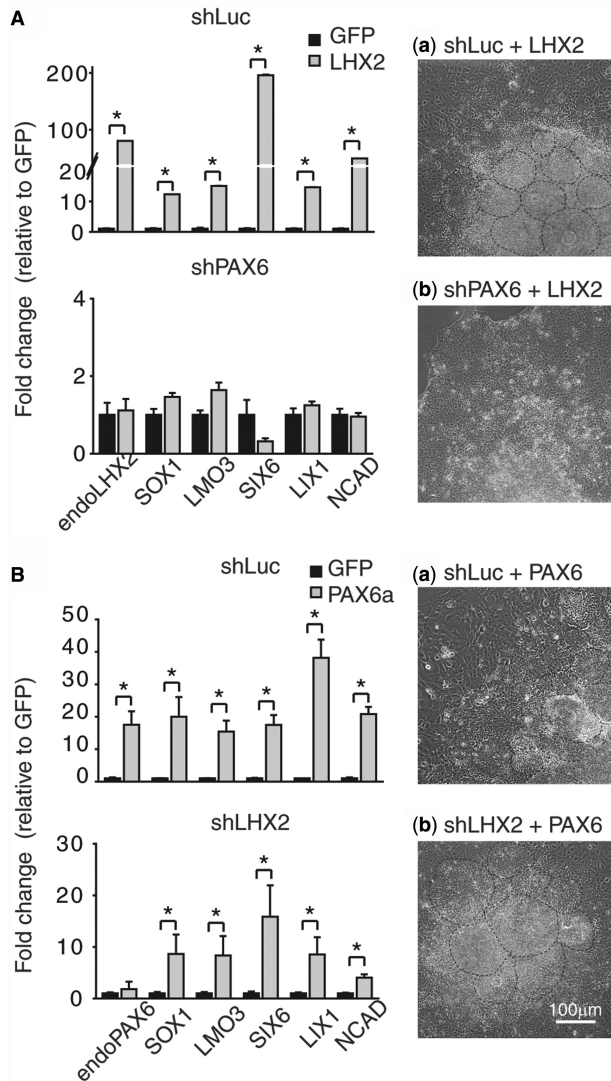 A
shLuc
GFP
LHX2
Fold change (relative to GFP)
200
100
20
10
0
* * * * * *
shPAX6
4
2
0
endoLHX2 SOX1 LMO3 SIX6 LIX1 NCAD
(a) shLuc + LHX2
(b) shPAX6 + LHX2
B
shLuc
GFP
PAX6a
Fold change (relative to GFP)
50
40
30
20
10
0
* * * * * *
shLHX2
30
20
10
0
* * * * *
endoPAX6 SOX1 LMO3 SIX6 LIX1 NCAD
(a) shLuc + PAX6
(b) shLHX2 + PAX6
100μm